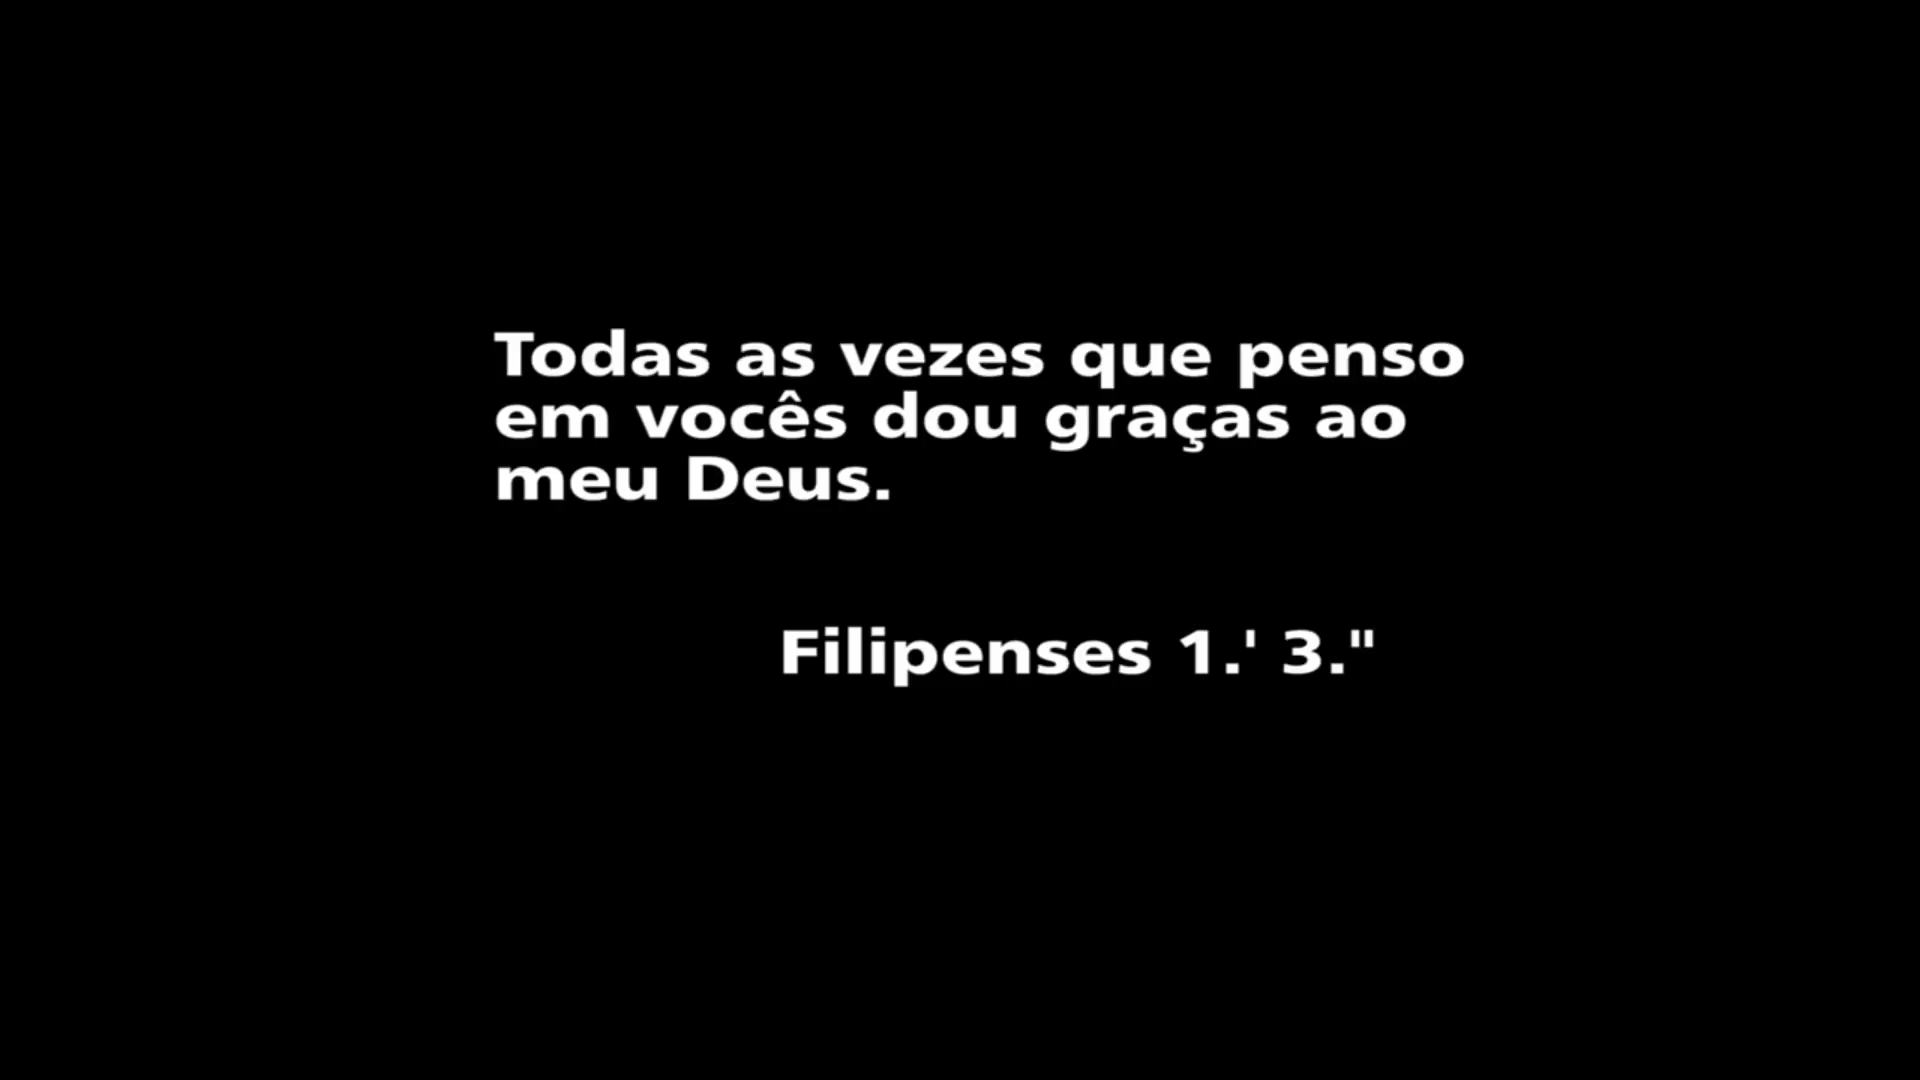 Todas as vezes que penso
em vocês dou graças ao
meu Deus.
Filipenses 1.' 3."